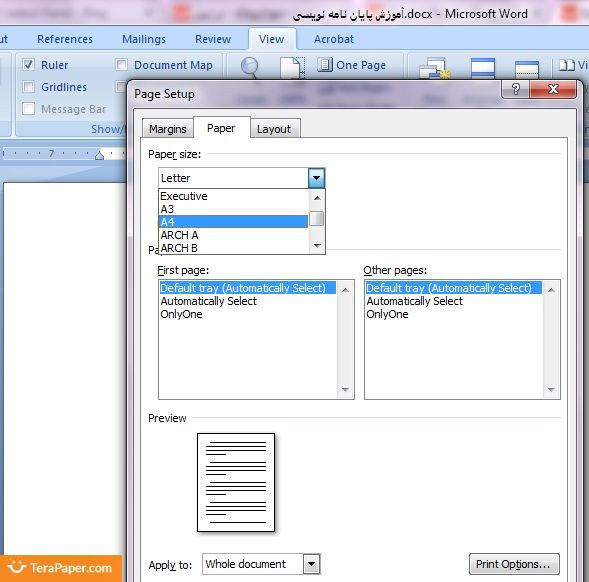 آموزش پایان نامه نویسی.docx - Microsoft Word
References Mailings Review View Acrobat
Ruler Document Map One Page
Gridlines
Message Bar
Page Setup
Margins Paper Layout
Paper size:
Letter
Executive
A3
A4
ARCH A
ARCH B
First page: Other pages:
Default tray (Automatically Select) Default tray (Automatically Select)
Automatically Select Automatically Select
OnlyOne OnlyOne
Preview
Apply to: Whole document Print Options...
TeraPaper.com